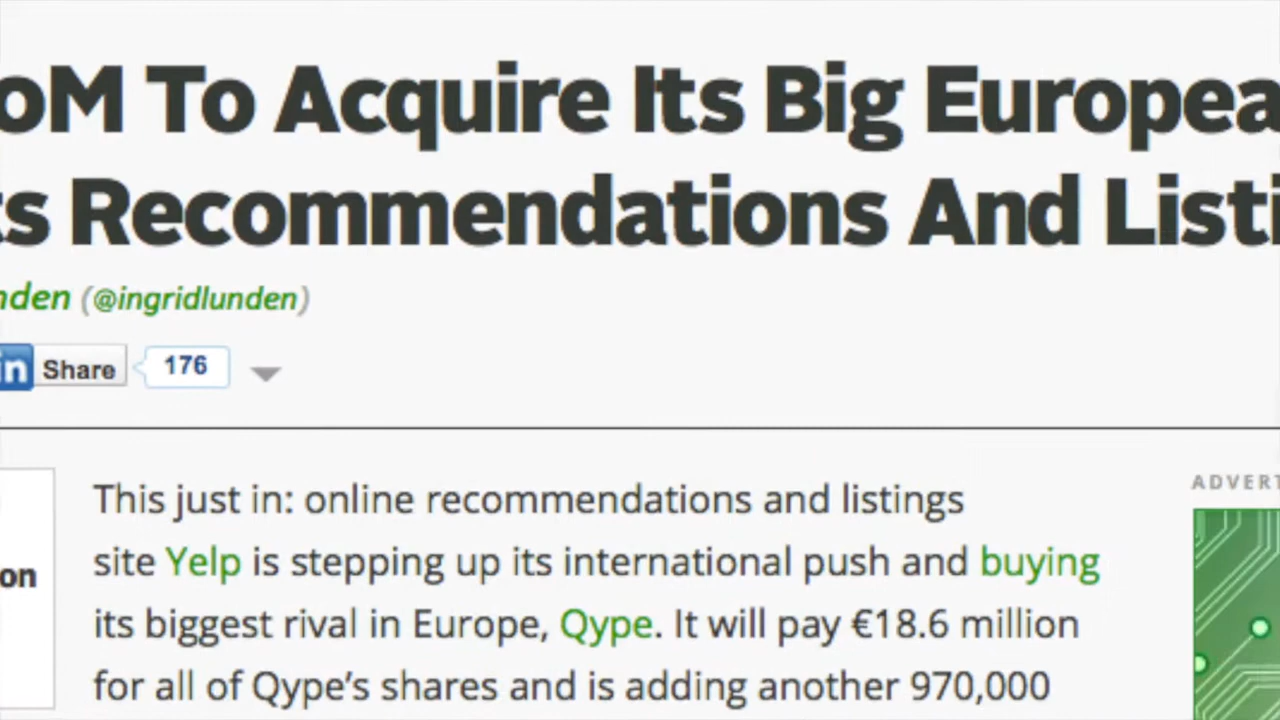 oM To Acquire Its Big Europea
s Recommendations And Listi
nden (@ingridlunden)
in Share 176
This just in: online recommendations and listings
site Yelp is stepping up its international push and buying
on
its biggest rival in Europe, Qype. It will pay €18.6 million
for all of Qype's shares and is adding another 970,000
ADVERT